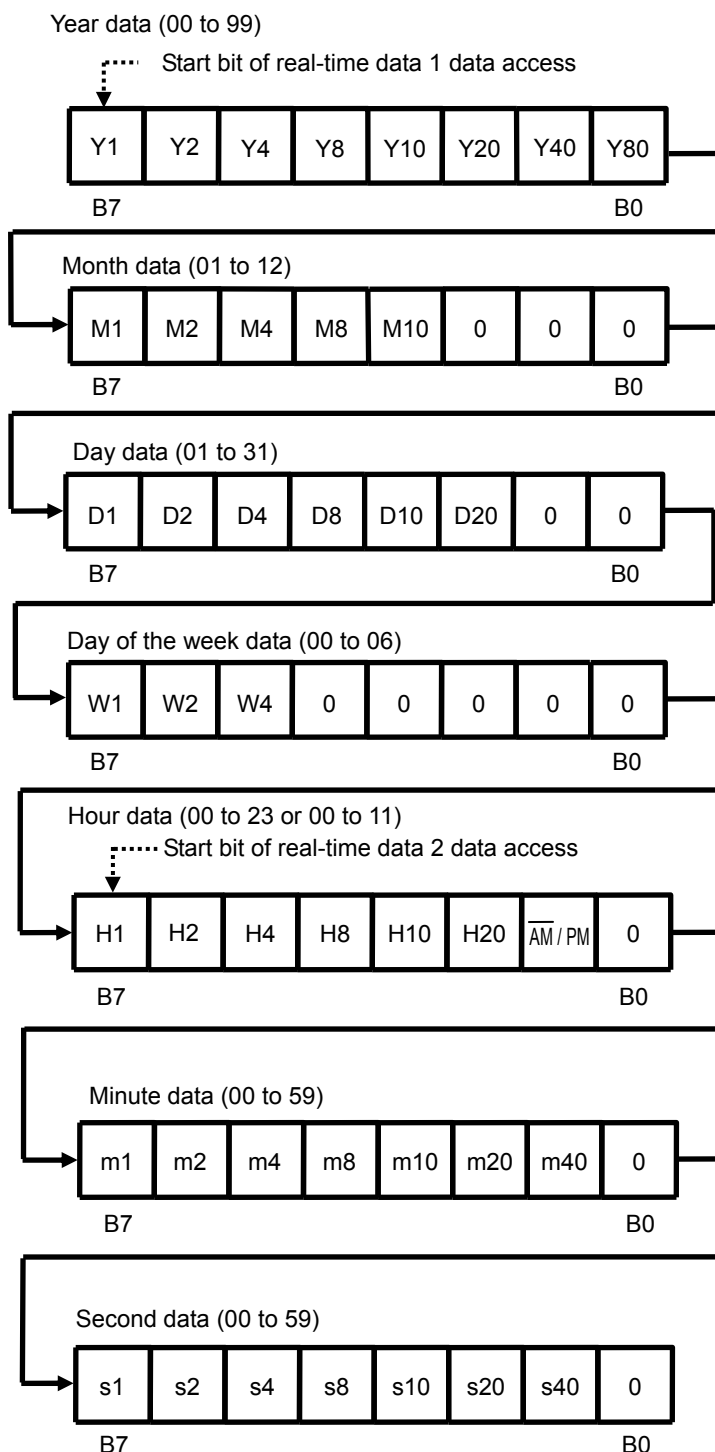 Year data (00 to 99)
Start bit of real-time data 1 data access
Y1 Y2 Y4 Y8 Y10 Y20 Y40 Y80
B7 B0
Month data (01 to 12)
M1 M2 M4 M8 M10 0 0 0
B7 B0
Day data (01 to 31)
D1 D2 D4 D8 D10 D20 0 0
B7 B0
Day of the week data (00 to 06)
W1 W2 W4 0 0 0 0 0
B7 B0
Hour data (00 to 23 or 00 to 11)
Start bit of real-time data 2 data access
H1 H2 H4 H8 H10 H20 A̅M̅ / PM 0
B7 B0
Minute data (00 to 59)
m1 m2 m4 m8 m10 m20 m40 0
B7 B0
Second data (00 to 59)
s1 s2 s4 s8 s10 s20 s40 0
B7 B0